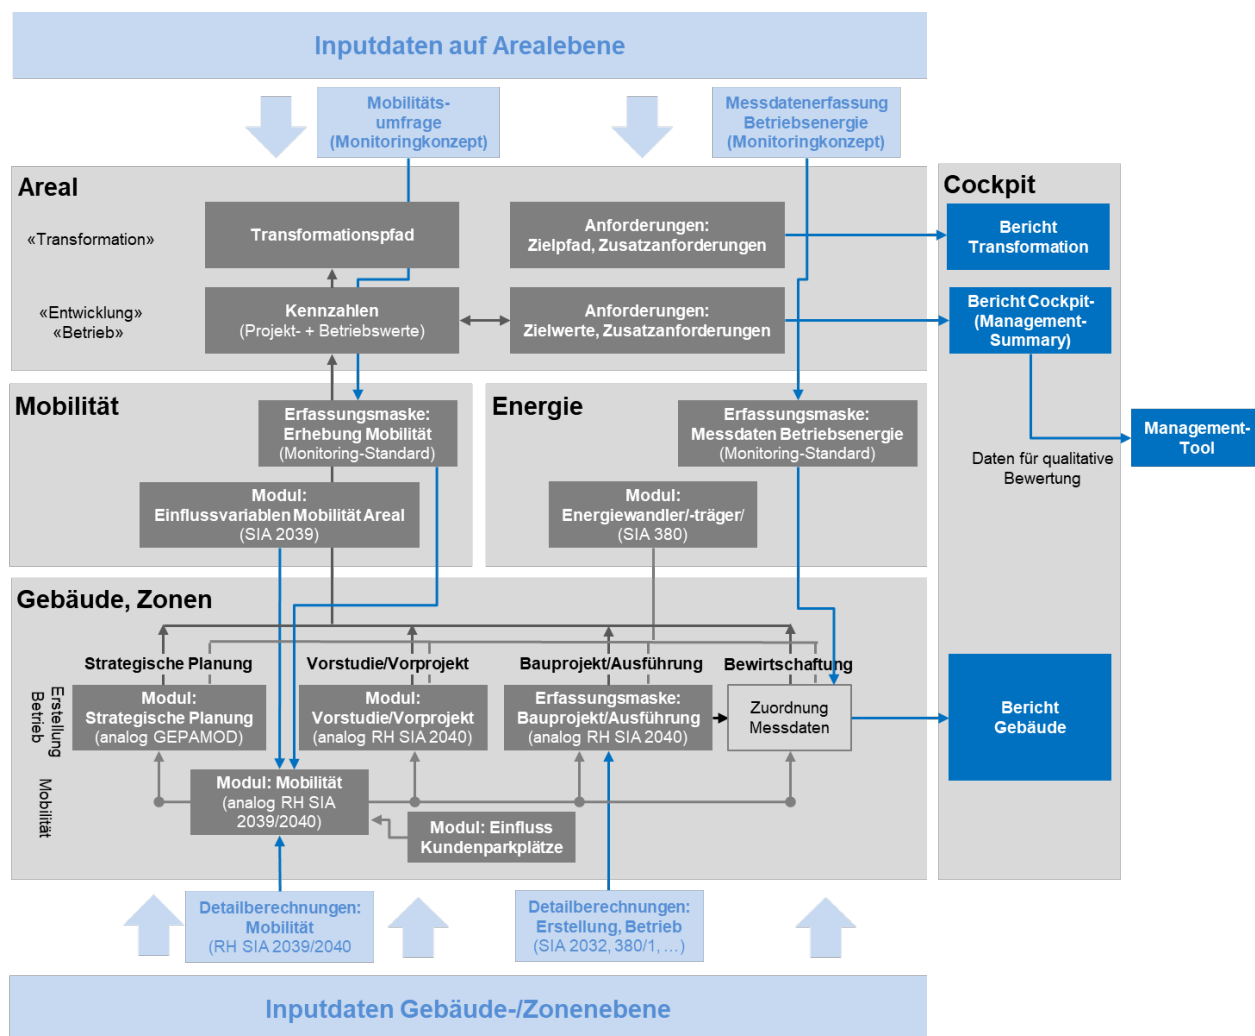 Inputdaten auf Arealebene
Mobilitäts-
umfrage
(Monitoringkonzept)
Messdatenerfassung
Betriebsenergie
(Monitoringkonzept)
Areal
Cockpit
«Transformation»
Transformationspfad
Anforderungen:
Zielpfad, Zusatzanforderungen
Bericht
Transformation
«Entwicklung»
«Betrieb»
Kennzahlen
(Projekt- + Betriebswerte)
Anforderungen:
Zielwerte, Zusatzanforderungen
Bericht Cockpit-
(Management-
Summary)
Mobilität
Erfassungsmaske:
Erhebung Mobilität
(Monitoring-Standard)
Energie
Erfassungsmaske:
Messdaten Betriebsenergie
(Monitoring-Standard)
Management-
Tool
Daten für qualitative
Bewertung
Modul:
Einflussvariablen Mobilität Areal
(SIA 2039)
Modul:
Energiewandler/-träger/
(SIA 380)
Gebäude, Zonen
Strategische Planung
Vorstudie/Vorprojekt
Bauprojekt/Ausführung
Bewirtschaftung
Erstellung
Betrieb
Modul:
Strategische Planung
(analog GEPAMOD)
Modul:
Vorstudie/Vorprojekt
(analog RH SIA 2040)
Erfassungsmaske:
Bauprojekt/Ausführung
(analog RH SIA 2040)
Zuordnung
Messdaten
Bericht
Gebäude
Mobilität
Modul: Mobilität
(analog RH SIA
2039/2040)
Modul: Einfluss
Kundenparkplätze
Detailberechnungen:
Mobilität
(RH SIA 2039/2040
Detailberechnungen:
Erstellung, Betrieb
(SIA 2032, 380/1, …)
Inputdaten Gebäude-/Zonenebene